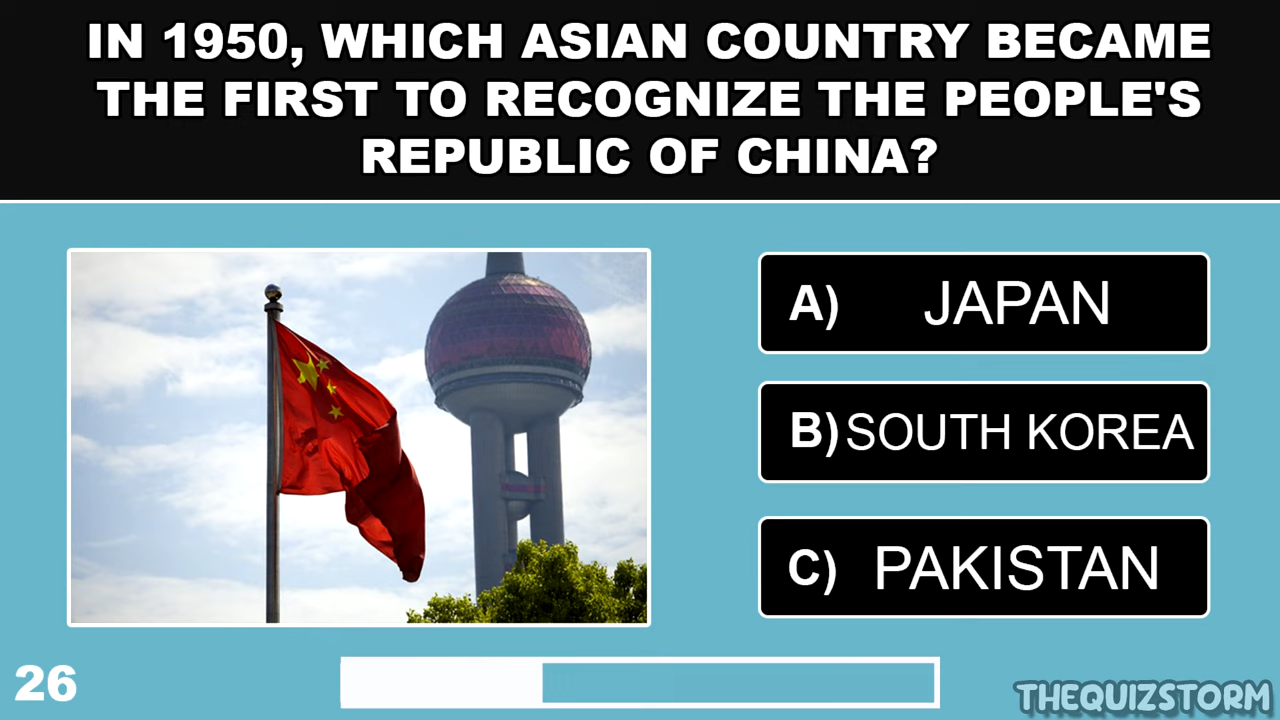 IN 1950, WHICH ASIAN COUNTRY BECAME
THE FIRST TO RECOGNIZE THE PEOPLE'S
REPUBLIC OF CHINA?
A) JAPAN
B) SOUTH KOREA
C) PAKISTAN
26
THEQUIZSTORM